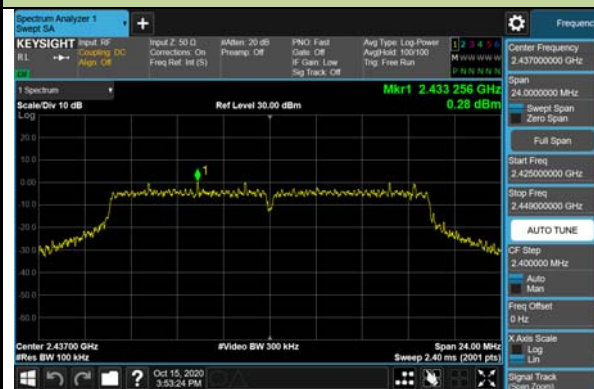 Spectrum Analyzer 1
Swept SA
Frequenc
KEYSIGHT
RL
Input: RF
Coupling: DC
Align: Off
Input Z: 50 Ω
Corrections: On
Freq Ref: Int (S)
#Atten: 20 dB
Preamp: Off
PNO: Fast
Gate: Off
IF Gain: Low
Sig Track: Off
Avg Type: Log-Power
Avg|Hold: 100/100
Trig: Free Run
1 2 3 4 5 6
M W W W W W
P N N N N N
1 Spectrum
Scale/Div 10 dB
Log
Ref Level 30.00 dBm
Mkr1 2.433 256 GHz
0.28 dBm
20.0
10.0
0.00
-10.0
-20.0
-30.0
-40.0
-50.0
-60.0
1
Center 2.43700 GHz
#Res BW 100 kHz
#Video BW 300 kHz
Span 24.00 MHz
Sweep 2.40 ms (2001 pts)
Oct 15, 2020
3:53:24 PM
Center Frequency
2.437000000 GHz
Span
24.0000000 MHz
Swept Span
Zero Span
Full Span
Start Freq
2.425000000 GHz
Stop Freq
2.449000000 GHz
AUTO TUNE
CF Step
2.400000 MHz
Auto
Man
Freq Offset
0 Hz
X Axis Scale
Log
Lin
Signal Track
(Span Zoom)